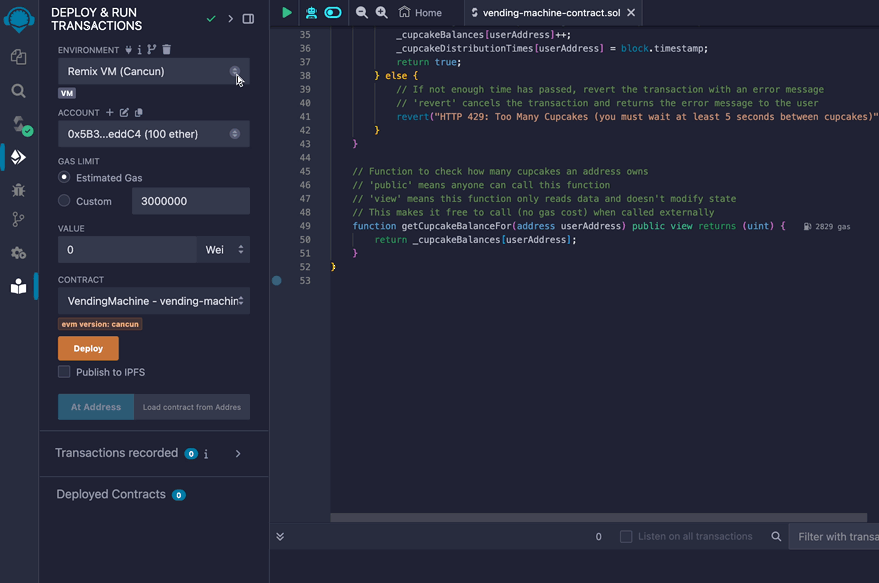 DEPLOY & RUN
TRANSACTIONS
ENVIRONMENT
Remix VM (Cancun)
VM
ACCOUNT
0x5B3...eddC4 (100 ether)
GAS LIMIT
Estimated Gas
Custom
3000000
VALUE
0
Wei
CONTRACT
VendingMachine - vending-machin
evm version: cancun
Deploy
Publish to IPFS
At Address
Load contract from Addres
Transactions recorded 0 i
Deployed Contracts 0
Home
vending-machine-contract.sol
35 _cupcakeBalances[userAddress]++;
36 _cupcakeDistributionTimes[userAddress] = block.timestamp;
37 return true;
38 } else {
39 // If not enough time has passed, revert the transaction with an error message
40 // 'revert' cancels the transaction and returns the error message to the user
41 revert("HTTP 429: Too Many Cupcakes (you must wait at least 5 seconds between cupcakes)"
42 }
43 }
44
45 // Function to check how many cupcakes an address owns
46 // 'public' means anyone can call this function
47 // 'view' means this function only reads data and doesn't modify state
48 // This makes it free to call (no gas cost) when called externally
49 function getCupcakeBalanceFor(address userAddress) public view returns (uint) { 2829 gas
50 return _cupcakeBalances[userAddress];
51 }
52 }
53
0
Listen on all transactions
Filter with transa